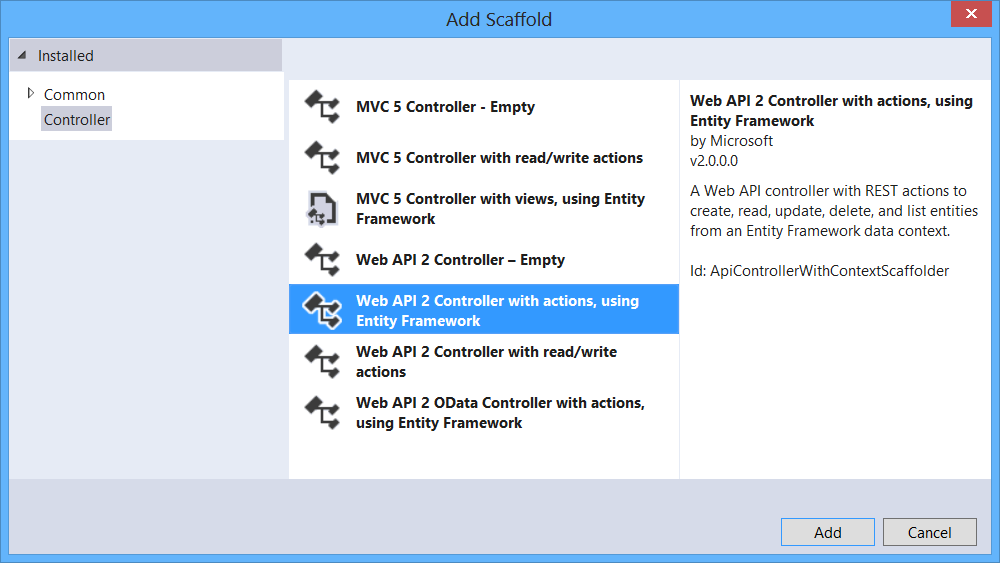 Add Scaffold
Installed
Common
Controller
MVC 5 Controller - Empty
MVC 5 Controller with read/write actions
MVC 5 Controller with views, using Entity
Framework
Web API 2 Controller – Empty
Web API 2 Controller with actions, using
Entity Framework
Web API 2 Controller with read/write
actions
Web API 2 OData Controller with actions,
using Entity Framework
Web API 2 Controller with actions, using
Entity Framework
by Microsoft
v2.0.0.0
A Web API controller with REST actions to
create, read, update, delete, and list entities
from an Entity Framework data context.
Id: ApiControllerWithContextScaffolder
Add
Cancel